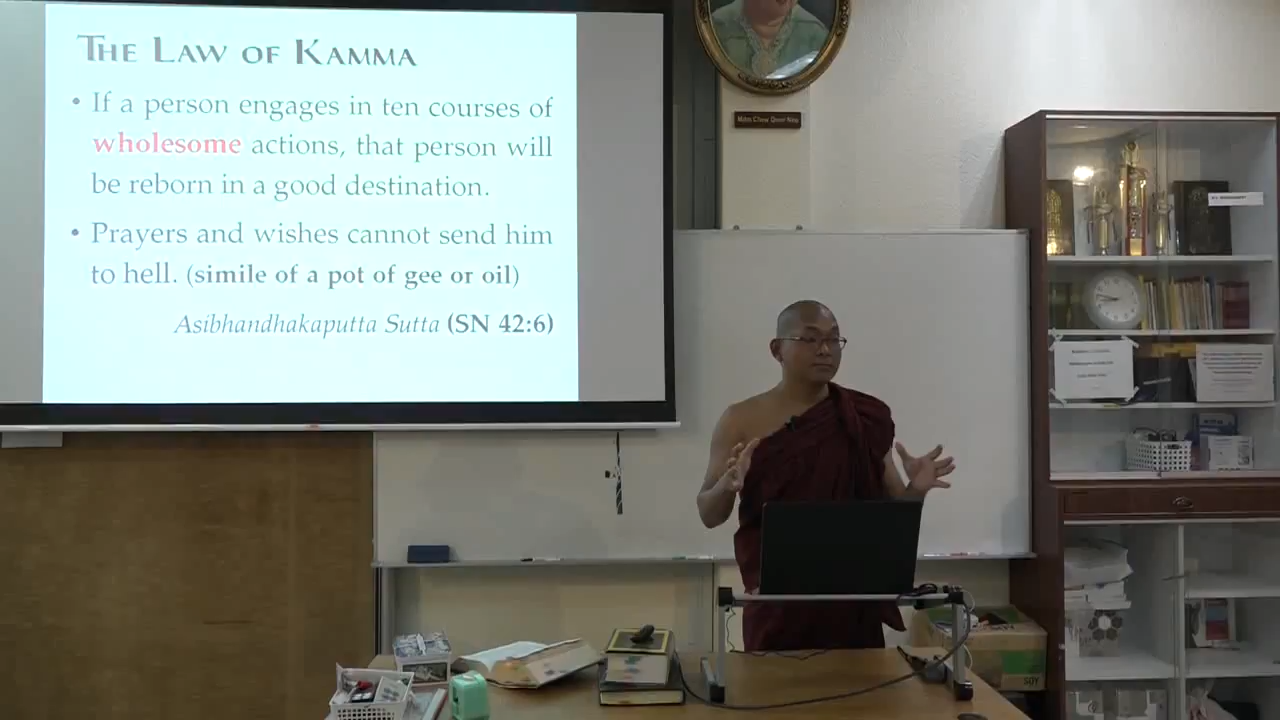 THE LAW OF KAMMA
• If a person engages in ten courses of
wholesome actions, that person will
be reborn in a good destination.
• Prayers and wishes cannot send him
to hell. (simile of a pot of gee or oil)
Asibhandhakaputta Sutta (SN 42:6)